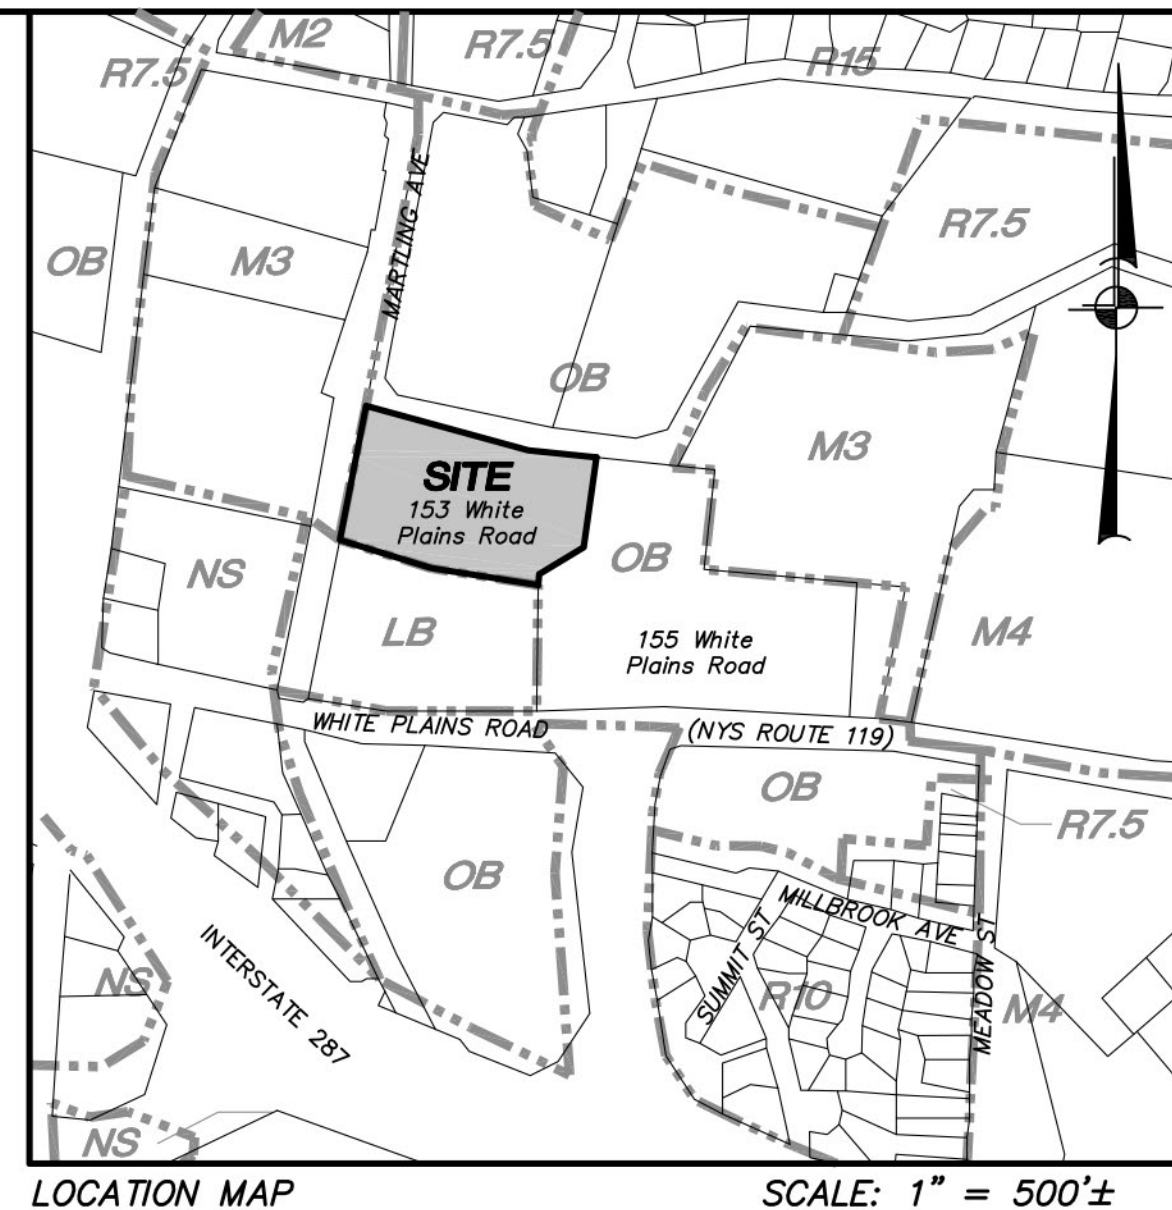 M2
R7.5
R7.5
R15
MARTLING AVE
R7.5
OB
M3
OB
M3
SITE
153 White
Plains Road
OB
NS
LB
155 White
Plains Road
M4
WHITE PLAINS ROAD
(NYS ROUTE 119)
OB
R7.5
OB
MILLBROOK AVE
SUMMIT ST
MEADOW ST
INTERSTATE 287
NS
R10
M4
NS
LOCATION MAP
SCALE: 1" = 500'±